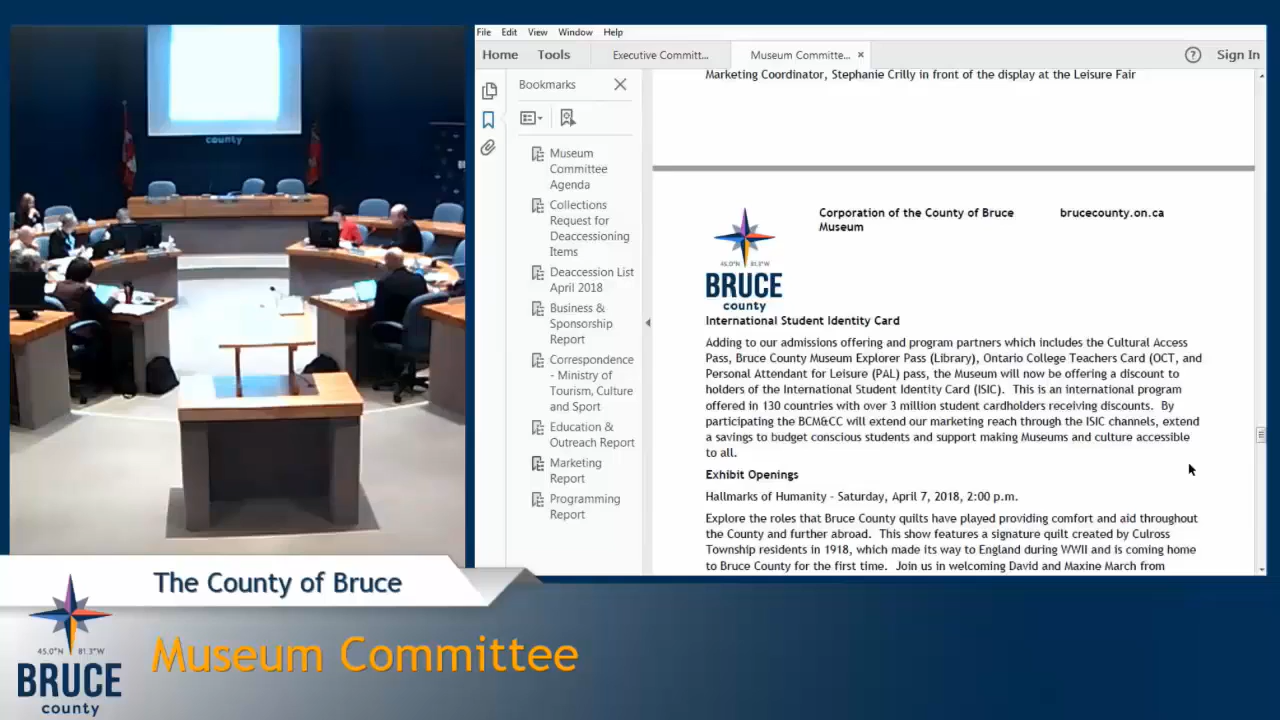 county
File Edit View Window Help
Home Tools Executive Committ... Museum Committe... × ? Sign In
Bookmarks
Museum
Committee
Agenda
Collections
Request for
Deaccessioning
Items
Deaccession List
April 2018
Business &
Sponsorship
Report
Correspondence
- Ministry of
Tourism, Culture
and Sport
Education &
Outreach Report
Marketing
Report
Programming
Report
Marketing Coordinator, Stephanie Crilly in front of the display at the Leisure Fair
Corporation of the County of Bruce brucecounty.on.ca
Museum
45.0°N 81.3°W
BRUCE
county
International Student Identity Card
Adding to our admissions offering and program partners which includes the Cultural Access
Pass, Bruce County Museum Explorer Pass (Library), Ontario College Teachers Card (OCT, and
Personal Attendant for Leisure (PAL) pass, the Museum will now be offering a discount to
holders of the International Student Identity Card (ISIC). This is an international program
offered in 130 countries with over 3 million student cardholders receiving discounts. By
participating the BCM&CC will extend our marketing reach through the ISIC channels, extend
a savings to budget conscious students and support making Museums and culture accessible
to all.
Exhibit Openings
Hallmarks of Humanity - Saturday, April 7, 2018, 2:00 p.m.
Explore the roles that Bruce County quilts have played providing comfort and aid throughout
the County and further abroad. This show features a signature quilt created by Culross
Township residents in 1918, which made its way to England during WWII and is coming home
to Bruce County for the first time. Join us in welcoming David and Maxine March from
The County of Bruce
Museum Committee
45.0°N 81.3°W
BRUCE
county